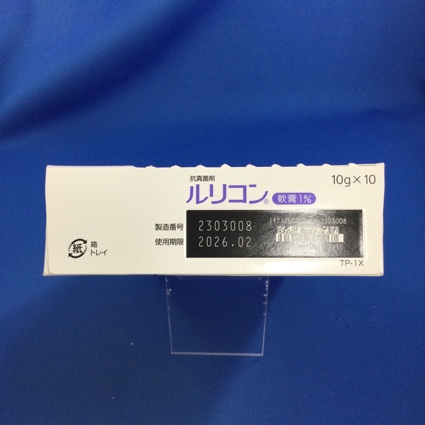 抗真菌剤
ルリコン® 軟膏1%
10g×10
製造番号 2303008
使用期限 2026.02
紙 箱
トレイ
TP-1X